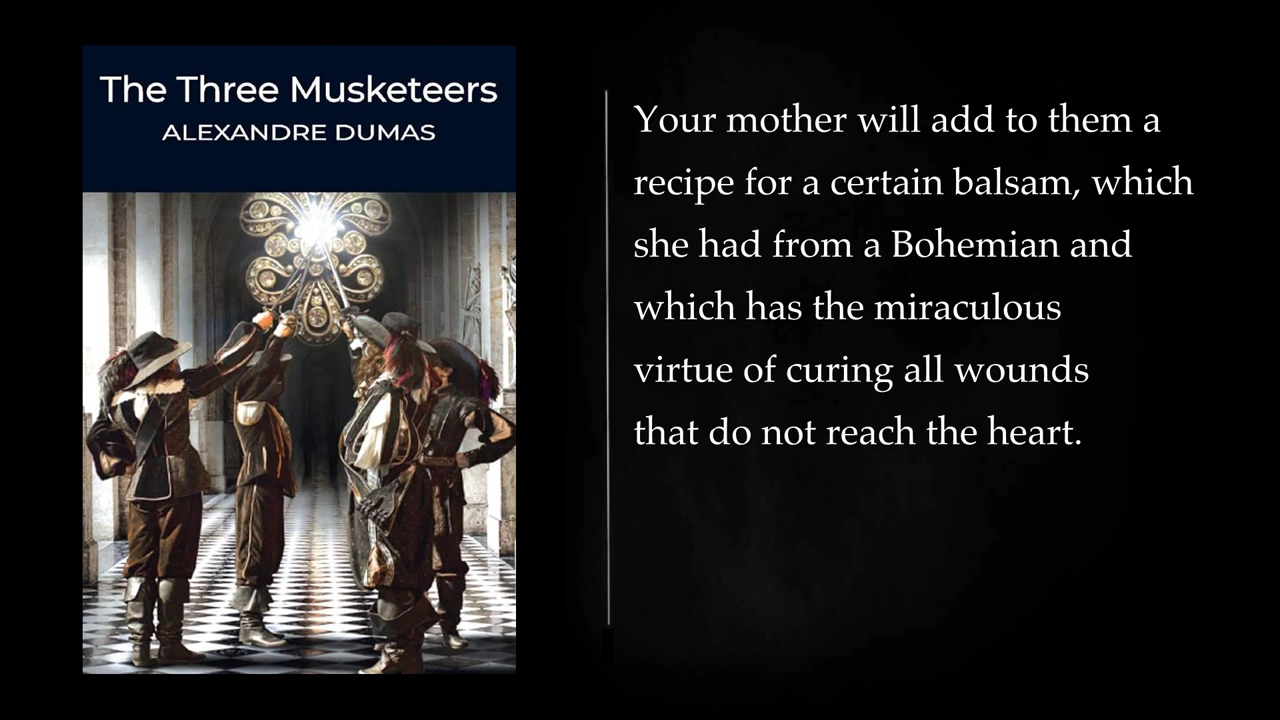 The Three Musketeers
ALEXANDRE DUMAS
Your mother will add to them a
recipe for a certain balsam, which
she had from a Bohemian and
which has the miraculous
virtue of curing all wounds
that do not reach the heart.